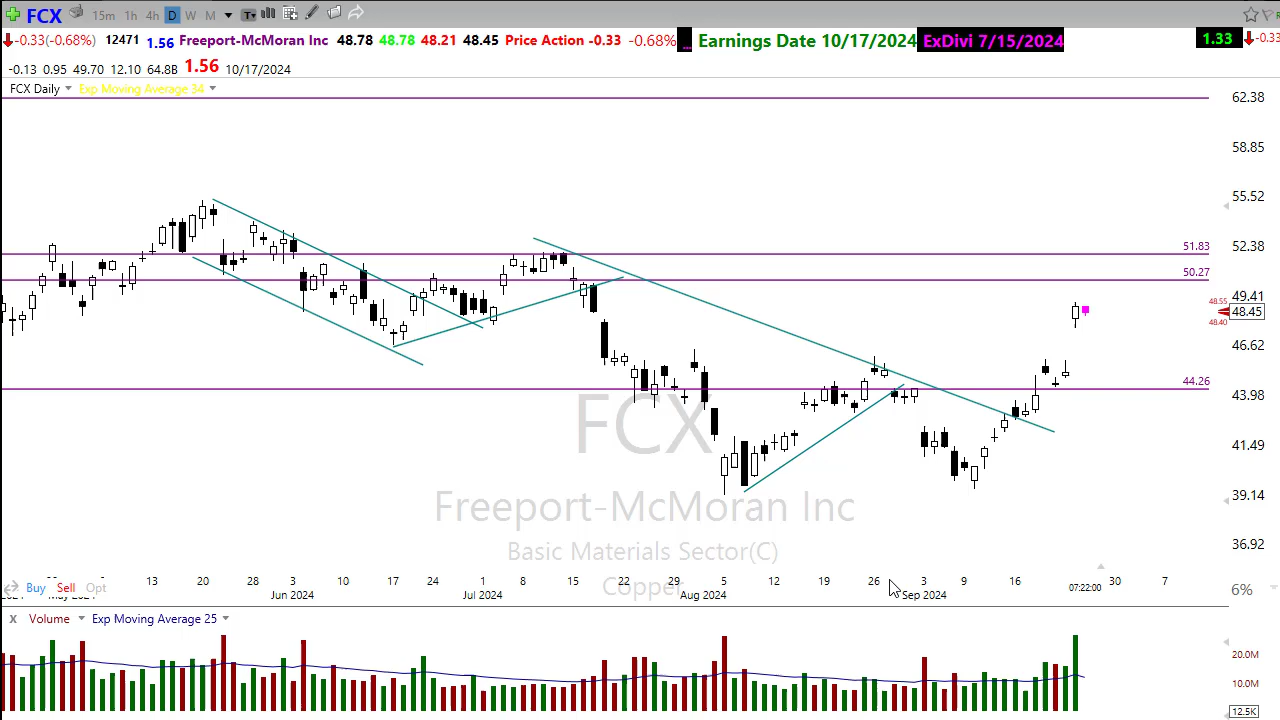 FCX 15m 1h 4h D W M T
-0.33(-0.68%) 12471 1.56 Freeport-McMoran Inc 48.78 48.78 48.21 48.45 Price Action -0.33 -0.68% ... Earnings Date 10/17/2024 ExDivi 7/15/2024 1.33 -0.33
-0.13 0.95 49.70 12.10 64.8B 1.56 10/17/2024
FCX Daily Exp Moving Average 34
62.38
58.85
55.52
51.83 52.38
50.27
49.41
48.55
48.45
48.40
46.62
44.26
43.98
41.49
39.14
36.92
FCX
Freeport-McMoran Inc
Basic Materials Sector(C)
Copper
13 20 28 3 10 17 24 1 8 15 22 29 5 12 19 26 3 9 16 30 7
Buy Sell Opt 6%
Jun 2024 Jul 2024 Aug 2024 Sep 2024 07:22:00
X Volume Exp Moving Average 25
20.0M
10.0M
12.5K